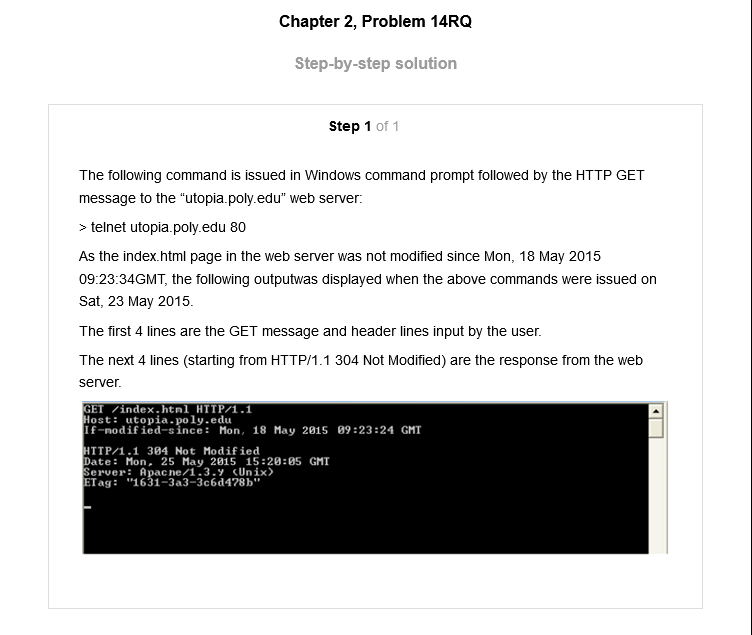 Chapter 2, Problem 14RQ
Step-by-step solution
Step 1 of 1
The following command is issued in Windows command prompt followed by the HTTP GET
message to the “utopia.poly.edu” web server:
> telnet utopia.poly.edu 80
As the index.html page in the web server was not modified since Mon, 18 May 2015
09:23:34GMT, the following outputwas displayed when the above commands were issued on
Sat, 23 May 2015.
The first 4 lines are the GET message and header lines input by the user.
The next 4 lines (starting from HTTP/1.1 304 Not Modified) are the response from the web
server.
GET /index.html HTTP/1.1
Host: utopia.poly.edu
If-modified-since: Mon, 18 May 2015 09:23:24 GMT
HTTP/1.1 304 Not Modified
Date: Mon, 25 May 2015 15:20:05 GMT
Server: Apacne/1.3.9 (Unix)
ETag: "1631-3a3-3c6d478b"